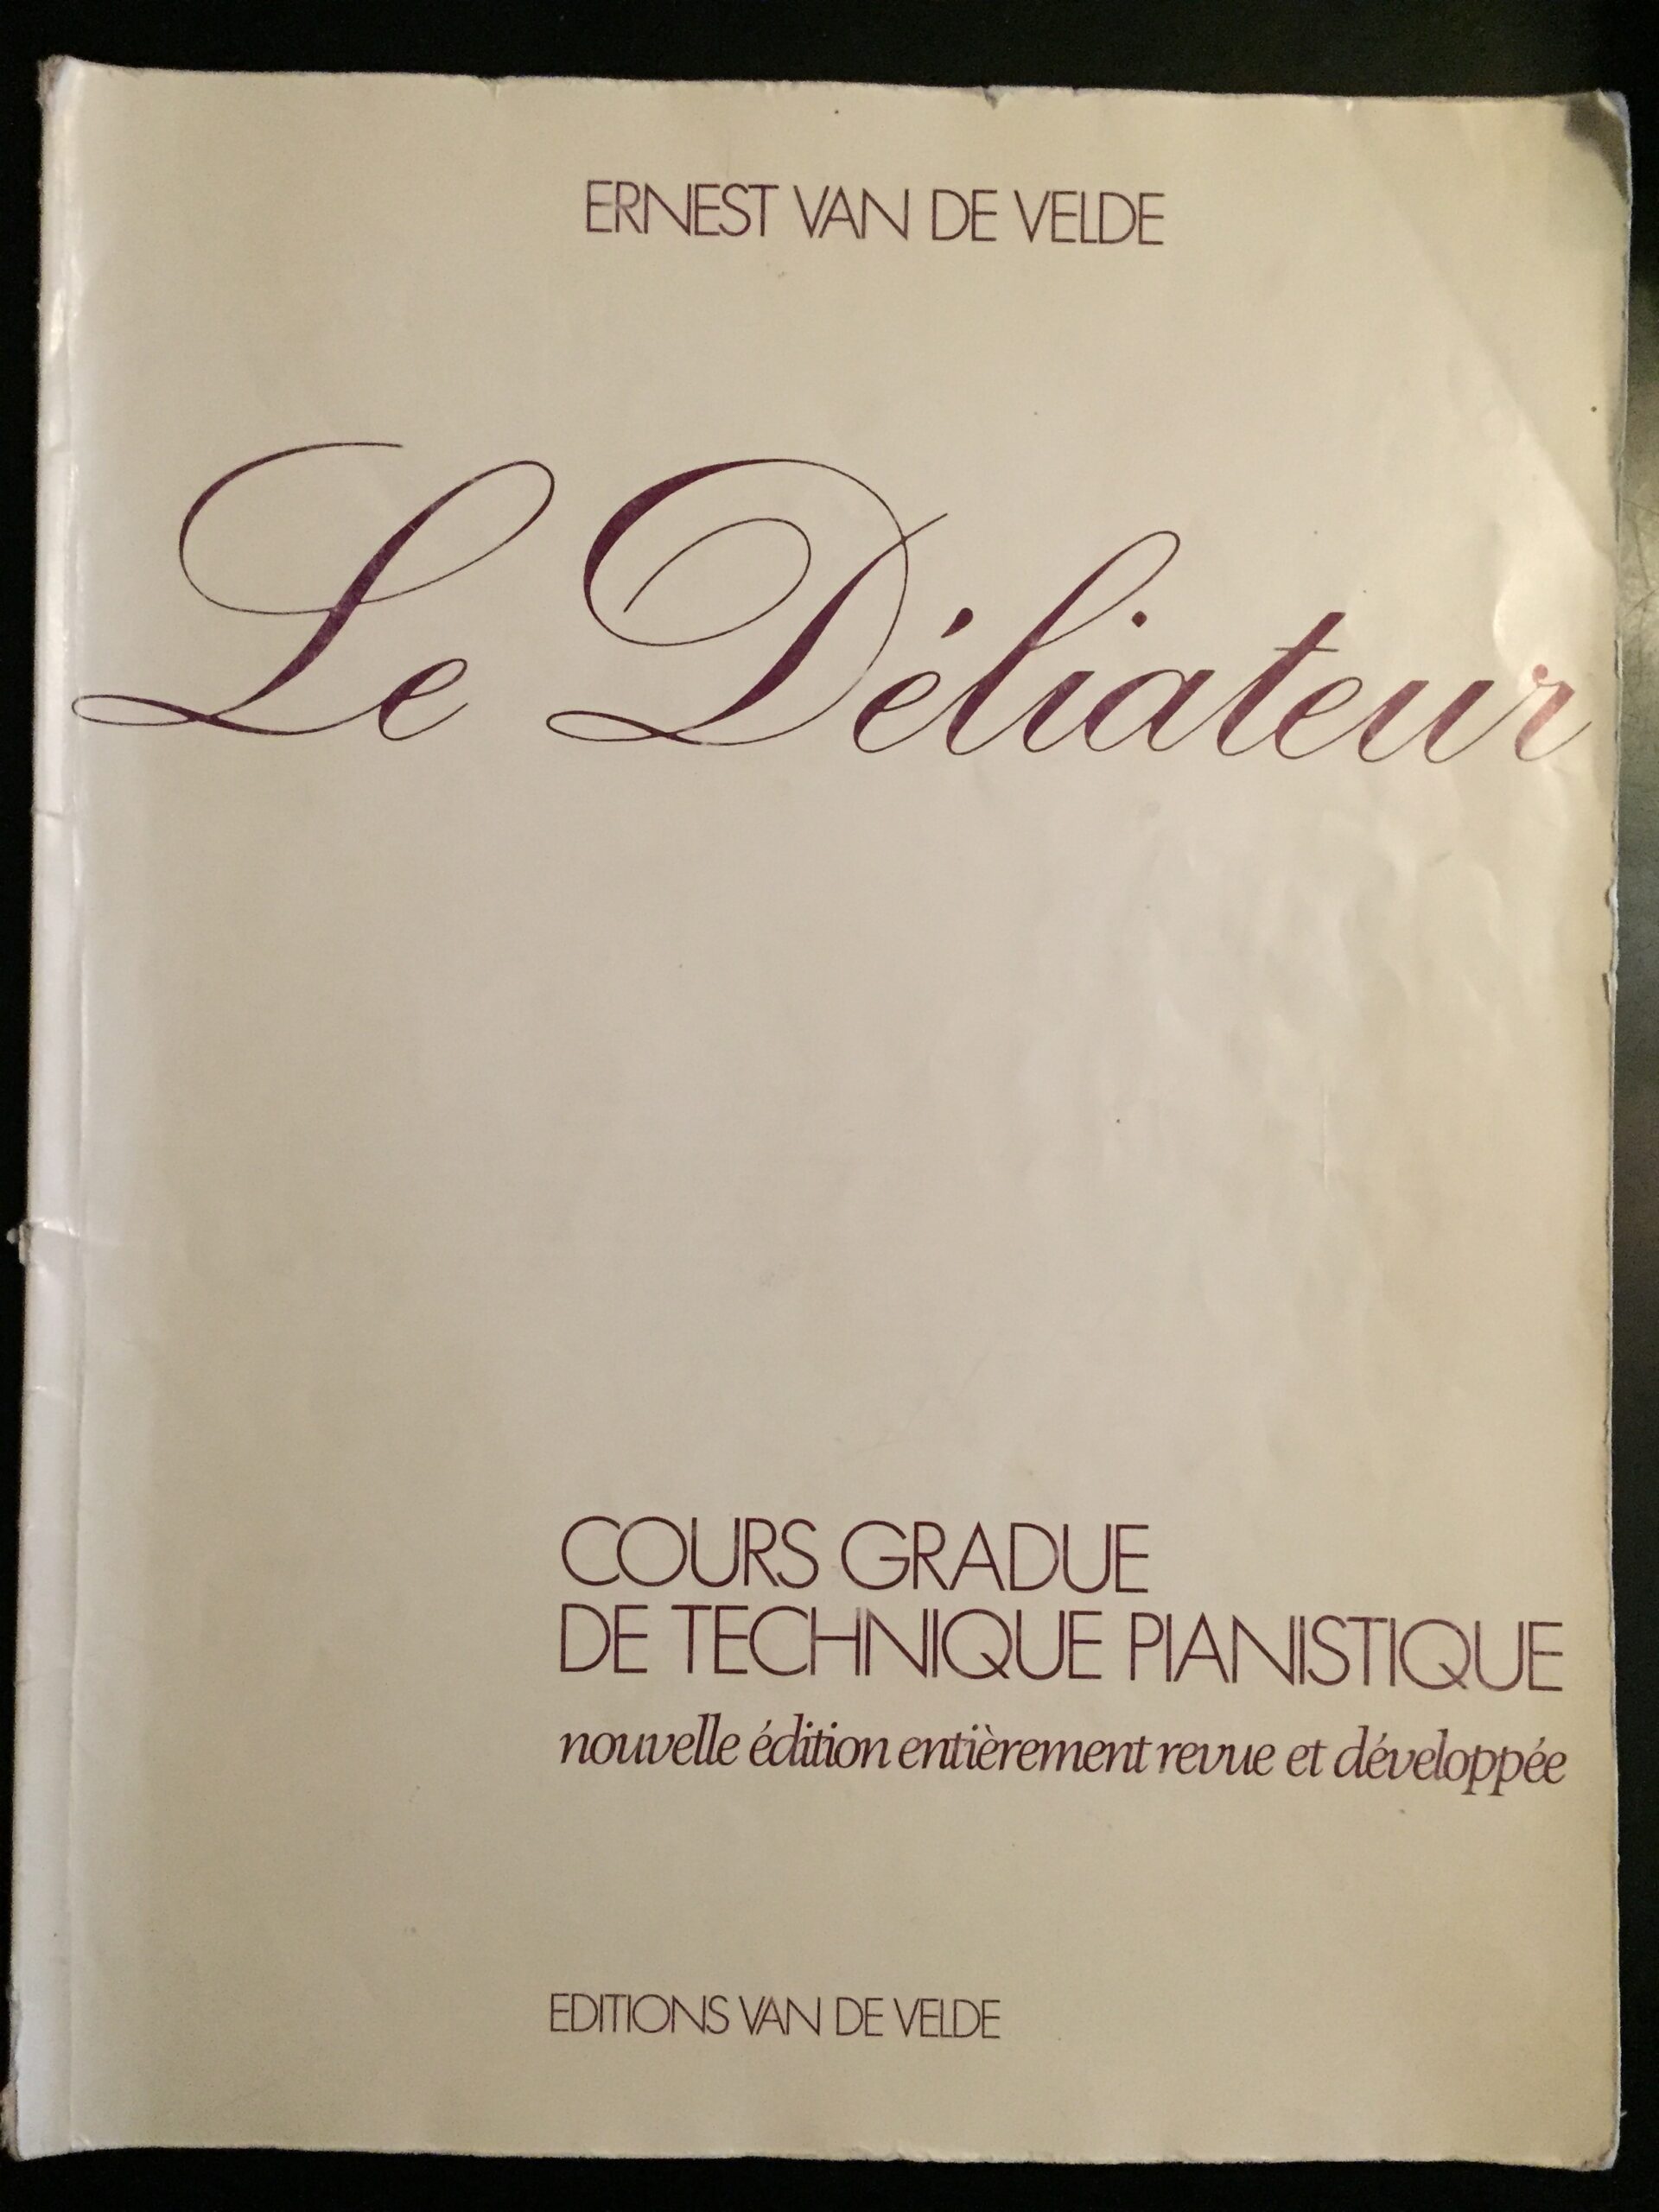 ERNEST VAN DE VELDE
Le Déliateur
COURS GRADUE
DE TECHNIQUE PIANISTIQUE
nouvelle édition entièrement revue et développée
EDITIONS VAN DE VELDE